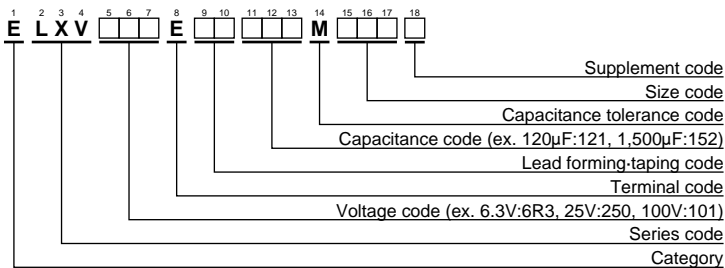 1 2 3 4 5 6 7 8 9 10 11 12 13 14 15 16 17 18
E L X V E M
Supplement code
Size code
Capacitance tolerance code
Capacitance code (ex. 120μF:121, 1,500μF:152)
Lead forming·taping code
Terminal code
Voltage code (ex. 6.3V:6R3, 25V:250, 100V:101)
Series code
Category